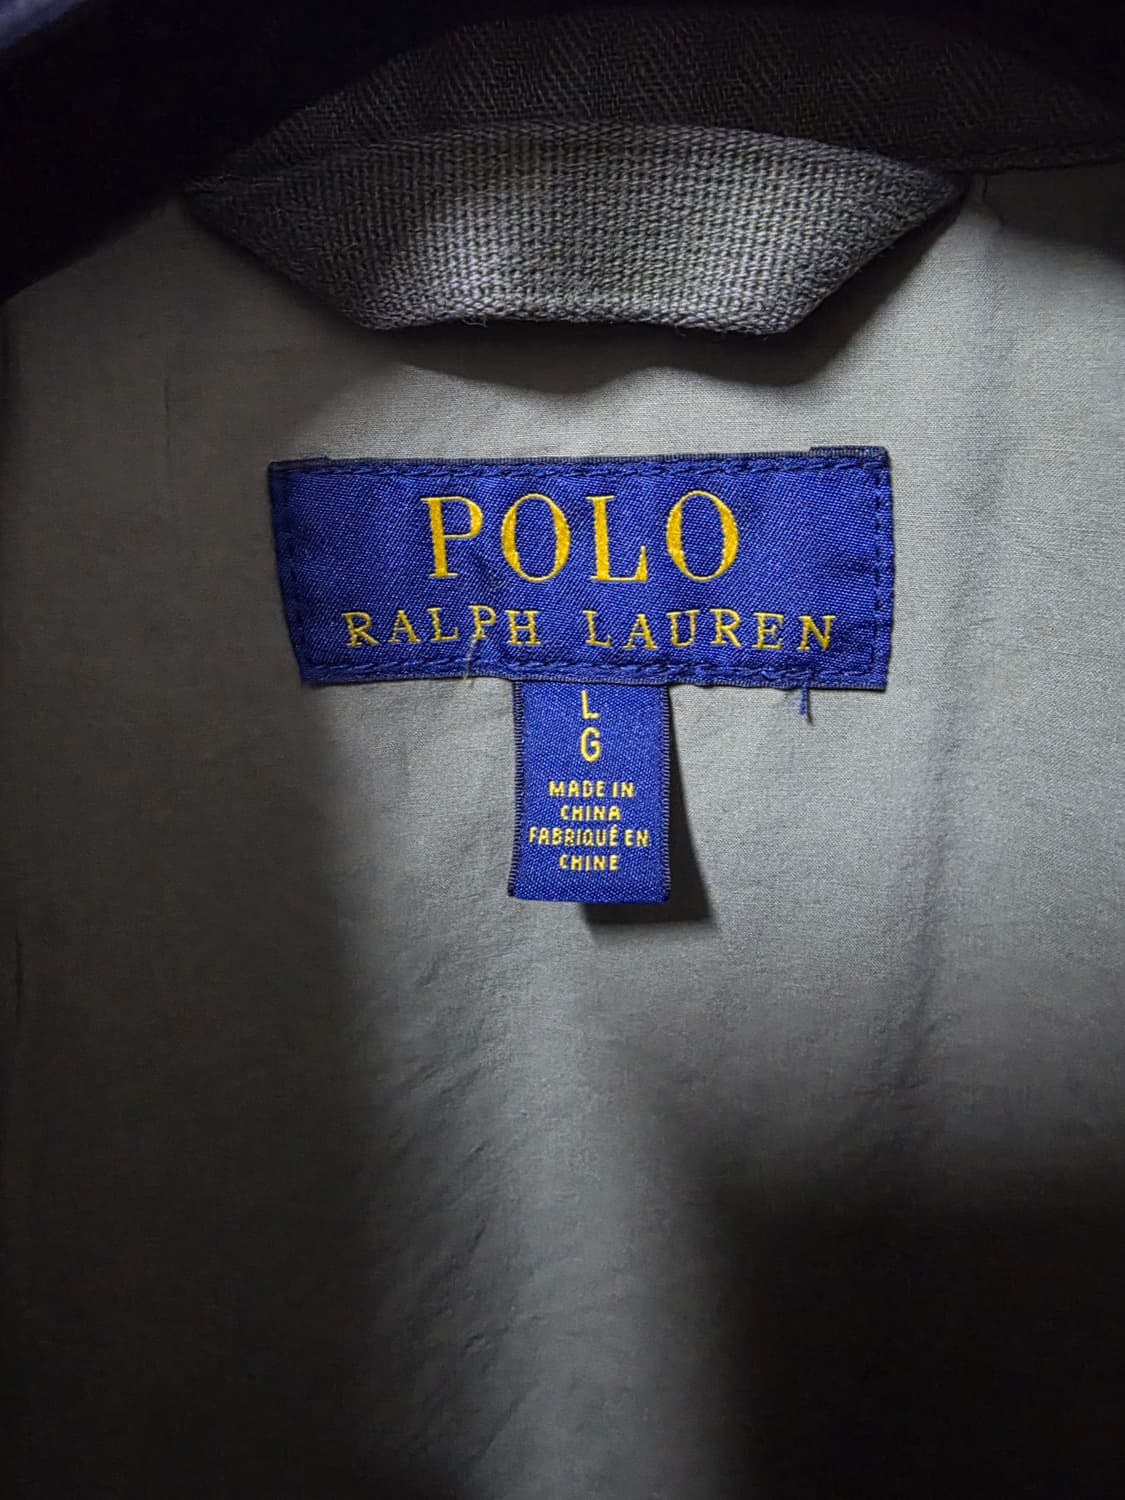 POLO
RALPH LAUREN
L
G
MADE IN
CHINA
FABRIQUÉ EN
CHINE